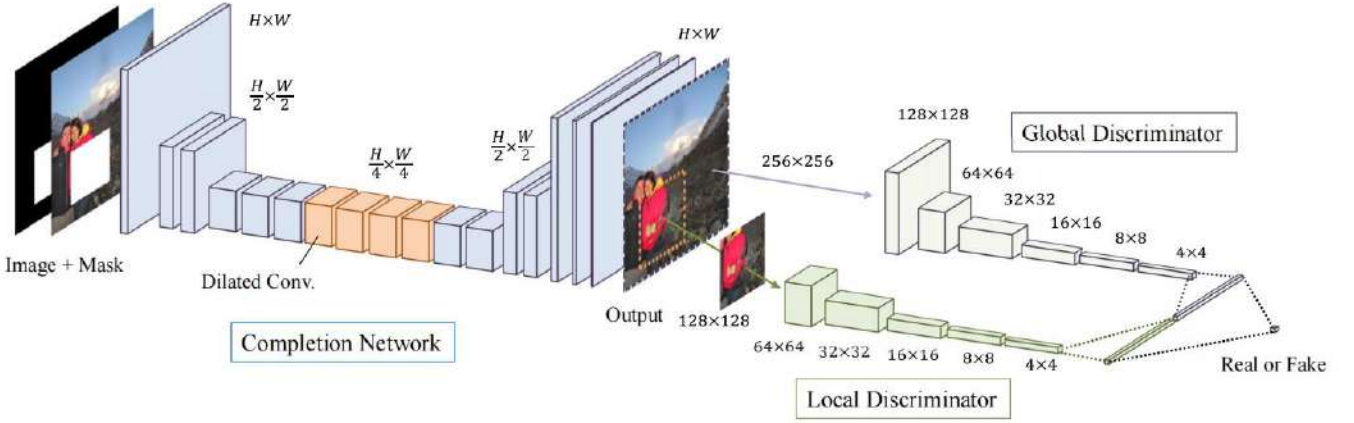 H×W
H/2 × W/2
H/4 × W/4
H/2 × W/2
H×W
Image + Mask
Dilated Conv.
Completion Network
Output
256×256
128×128
128×128
64×64
32×32
16×16
8×8
4×4
Global Discriminator
64×64
32×32
16×16
8×8
4×4
Local Discriminator
Real or Fake